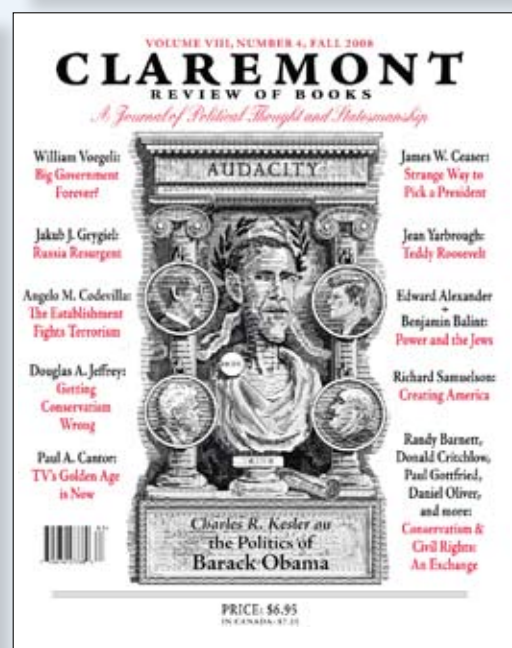 VOLUME VIII, NUMBER 4, FALL 2008
CLAREMONT
REVIEW OF BOOKS
A Journal of Political Thought and Statesmanship
William Voegeli:
Big Government
Forever?
Jakub J. Grygiel:
Russia Resurgent
Angelo M. Codevilla:
The Establishment
Fights Terrorism
Douglas A. Jeffrey:
Getting
Conservatism
Wrong
Paul A. Cantor:
TV's Golden Age
is Now
AUDACITY
Charles R. Kesler on
the Politics of
Barack Obama
James W. Ceaser:
Strange Way to
Pick a President
Jean Yarbrough:
Teddy Roosevelt
Edward Alexander
+
Benjamin Balint:
Power and the Jews
Richard Samuelson:
Creating America
Randy Barnett,
Donald Critchlow,
Paul Gottfried,
Daniel Oliver,
and more:
Conservatism &
Civil Rights:
An Exchange
PRICE: $6.95
IN CANADA: